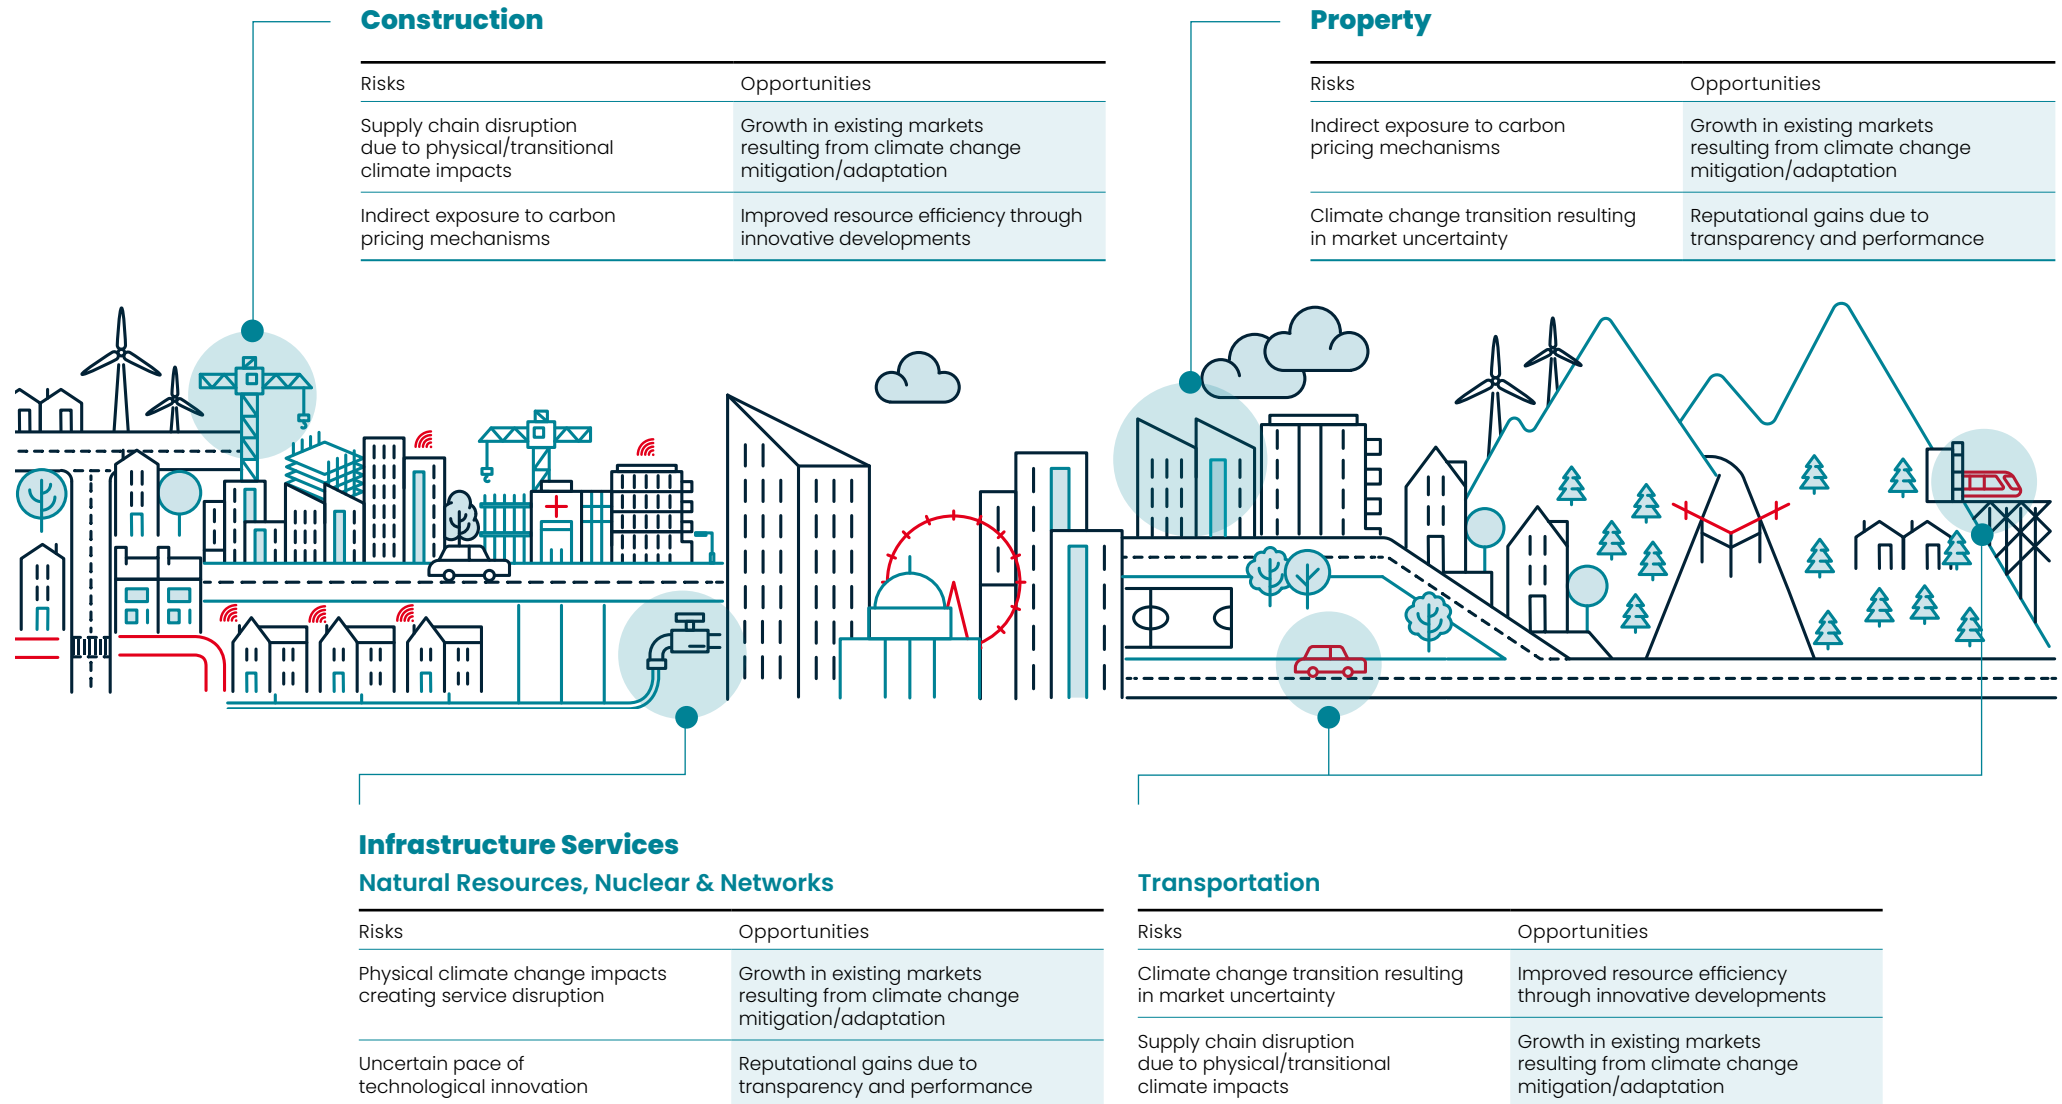 Construction
Risks
Opportunities
Supply chain disruption
due to physical/transitional
climate impacts
Growth in existing markets
resulting from climate change
mitigation/adaptation
Indirect exposure to carbon
pricing mechanisms
Improved resource efficiency through
innovative developments
Property
Risks
Opportunities
Indirect exposure to carbon
pricing mechanisms
Growth in existing markets
resulting from climate change
mitigation/adaptation
Climate change transition resulting
in market uncertainty
Reputational gains due to
transparency and performance
Infrastructure Services
Natural Resources, Nuclear & Networks
Risks
Opportunities
Physical climate change impacts
creating service disruption
Growth in existing markets
resulting from climate change
mitigation/adaptation
Uncertain pace of
technological innovation
Reputational gains due to
transparency and performance
Transportation
Risks
Opportunities
Climate change transition resulting
in market uncertainty
Improved resource efficiency
through innovative developments
Supply chain disruption
due to physical/transitional
climate impacts
Growth in existing markets
resulting from climate change
mitigation/adaptation